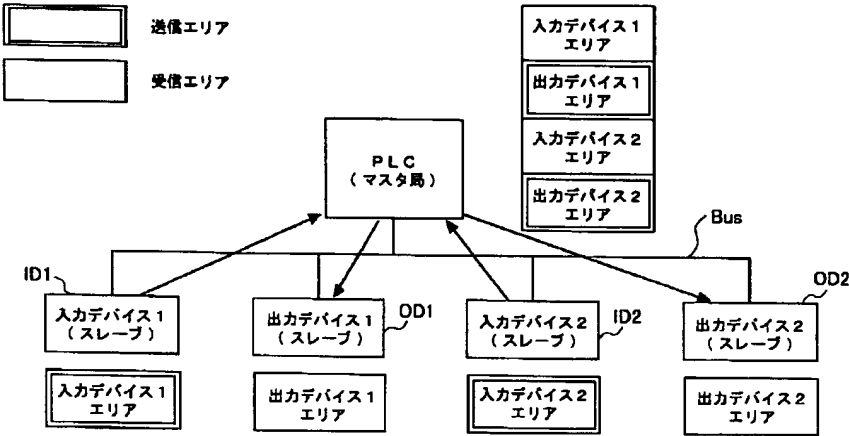 送信エリア
受信エリア
入力デバイス1
エリア
出力デバイス1
エリア
入力デバイス2
エリア
出力デバイス2
エリア
PLC
(マスタ局)
Bus
ID1
入力デバイス1
(スレーブ)
出力デバイス1
(スレーブ)
OD1
入力デバイス2
(スレーブ)
ID2
出力デバイス2
(スレーブ)
OD2
入力デバイス1
エリア
出力デバイス1
エリア
入力デバイス2
エリア
出力デバイス2
エリア